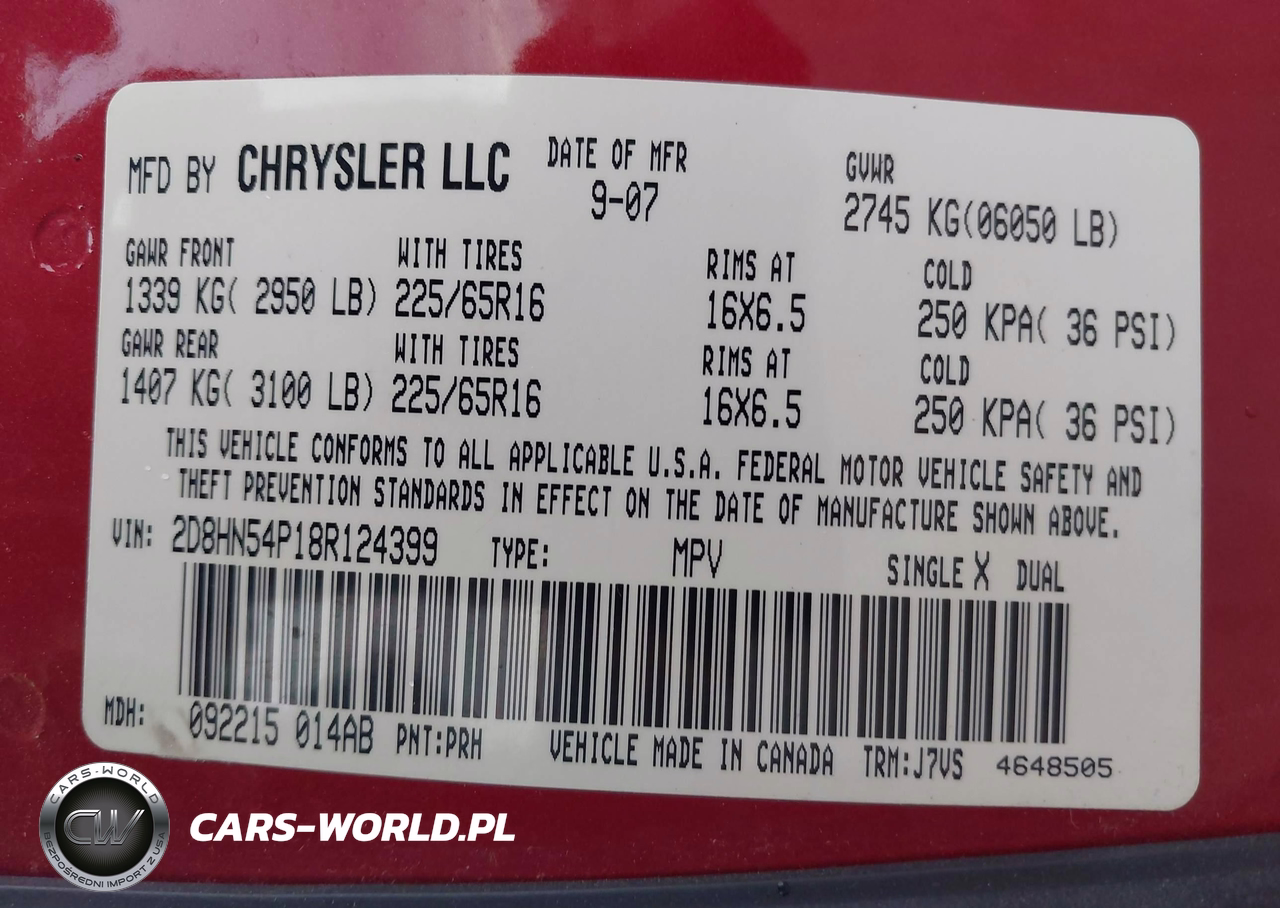 MFD BY CHRYSLER LLC DATE OF MFR GVWR
9-07 2745 KG(06050 LB)
GAWR FRONT WITH TIRES RIMS AT COLD
1339 KG( 2950 LB) 225/65R16 16X6.5 250 KPA( 36 PSI)
GAWR REAR WITH TIRES RIMS AT COLD
1407 KG( 3100 LB) 225/65R16 16X6.5 250 KPA( 36 PSI)
THIS VEHICLE CONFORMS TO ALL APPLICABLE U.S.A. FEDERAL MOTOR VEHICLE SAFETY AND
THEFT PREVENTION STANDARDS IN EFFECT ON THE DATE OF MANUFACTURE SHOWN ABOVE.
VIN: 2D8HN54P18R124399 TYPE: MPV SINGLE X DUAL
MDH: 092215 014AB PNT:PRH VEHICLE MADE IN CANADA TRM:J7VS 4648505
CARS-WORLD
CW
BEZPOŚREDNI IMPORT Z USA
CARS-WORLD.PL